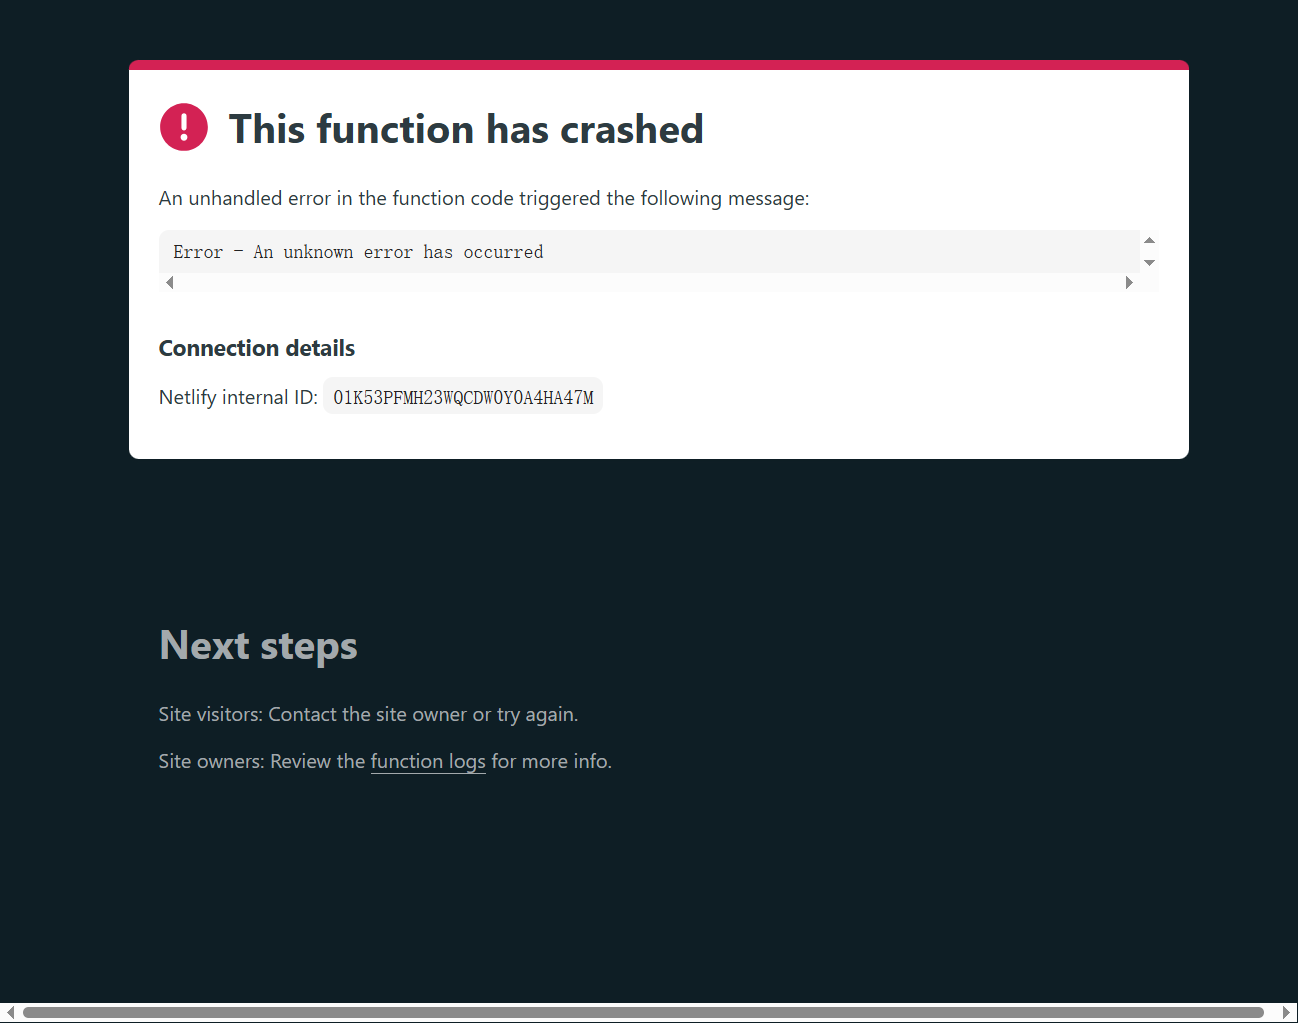 This function has crashed
An unhandled error in the function code triggered the following message:
Error - An unknown error has occurred
Connection details
Netlify internal ID: 01K53PFMH23WQCDW0Y0A4HA47M
Next steps
Site visitors: Contact the site owner or try again.
Site owners: Review the function logs for more info.